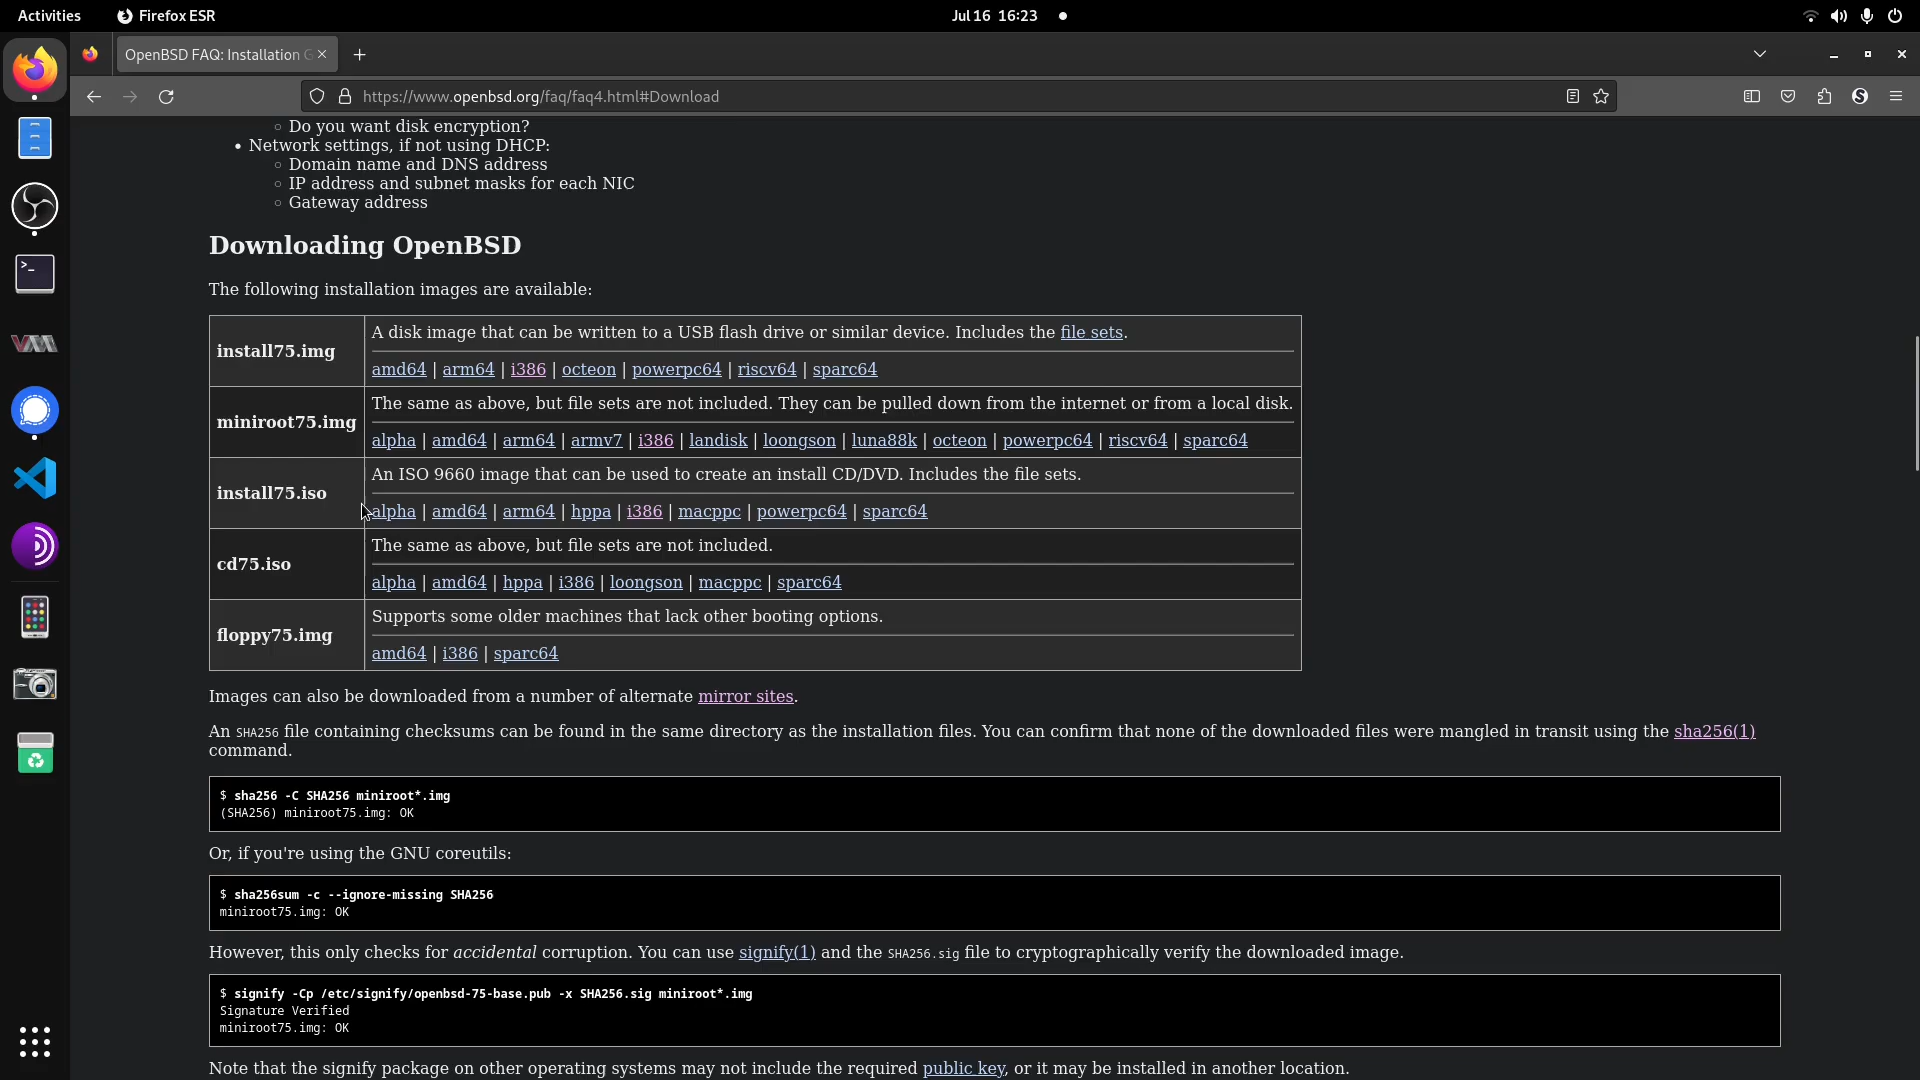 Activities
Firefox ESR
Jul 16 16:23
OpenBSD FAQ: Installation G
https://www.openbsd.org/faq/faq4.html#Download
◦ Do you want disk encryption?
• Network settings, if not using DHCP:
◦ Domain name and DNS address
◦ IP address and subnet masks for each NIC
◦ Gateway address
Downloading OpenBSD
The following installation images are available:
install75.img
A disk image that can be written to a USB flash drive or similar device. Includes the file sets.
amd64 | arm64 | i386 | octeon | powerpc64 | riscv64 | sparc64
miniroot75.img
The same as above, but file sets are not included. They can be pulled down from the internet or from a local disk.
alpha | amd64 | arm64 | armv7 | i386 | landisk | loongson | luna88k | octeon | powerpc64 | riscv64 | sparc64
install75.iso
An ISO 9660 image that can be used to create an install CD/DVD. Includes the file sets.
alpha | amd64 | arm64 | hppa | i386 | macppc | powerpc64 | sparc64
cd75.iso
The same as above, but file sets are not included.
alpha | amd64 | hppa | i386 | loongson | macppc | sparc64
floppy75.img
Supports some older machines that lack other booting options.
amd64 | i386 | sparc64
Images can also be downloaded from a number of alternate mirror sites.
An SHA256 file containing checksums can be found in the same directory as the installation files. You can confirm that none of the downloaded files were mangled in transit using the sha256(1)
command.
$ sha256 -C SHA256 miniroot*.img
(SHA256) miniroot75.img: OK
Or, if you're using the GNU coreutils:
$ sha256sum -c --ignore-missing SHA256
miniroot75.img: OK
However, this only checks for accidental corruption. You can use signify(1) and the SHA256.sig file to cryptographically verify the downloaded image.
$ signify -Cp /etc/signify/openbsd-75-base.pub -x SHA256.sig miniroot*.img
Signature Verified
miniroot75.img: OK
Note that the signify package on other operating systems may not include the required public key, or it may be installed in another location.